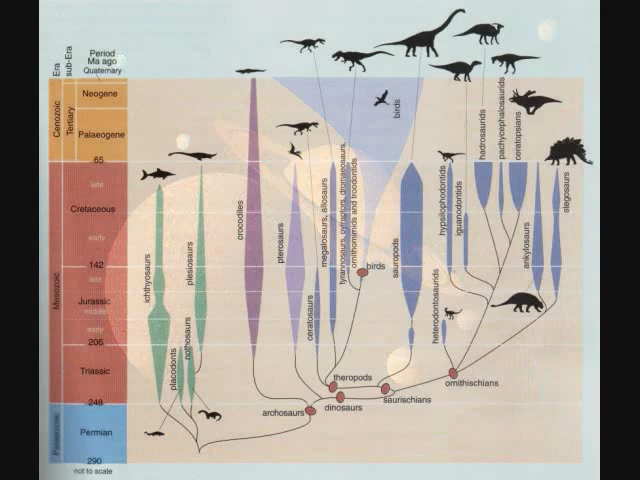 Era
sub-Era
Period
Ma ago
Quaternary
Cenozoic
Tertiary
Neogene
Palaeogene
65
Mesozoic
late
Cretaceous
early
142
late
Jurassic
middle
early
206
Triassic
248
Palaeozoic
Permian
290
not to scale
ichthyosaurs
placodonts
nothosaurs
plesiosaurs
crocodiles
pterosaurs
ceratosaurs
megalosaurs, allosaurs
tyrannosaurs, oviraptors, dromaeosaurs,
ornithomimids and troodontids
birds
birds
sauropods
heterodontosaurids
hypsilophodontids
iguanodontids
hadrosaurids
pachycephalosaurids
ceratopsians
ankylosaurs
stegosaurs
theropods
ornithischians
saurischians
dinosaurs
archosaurs